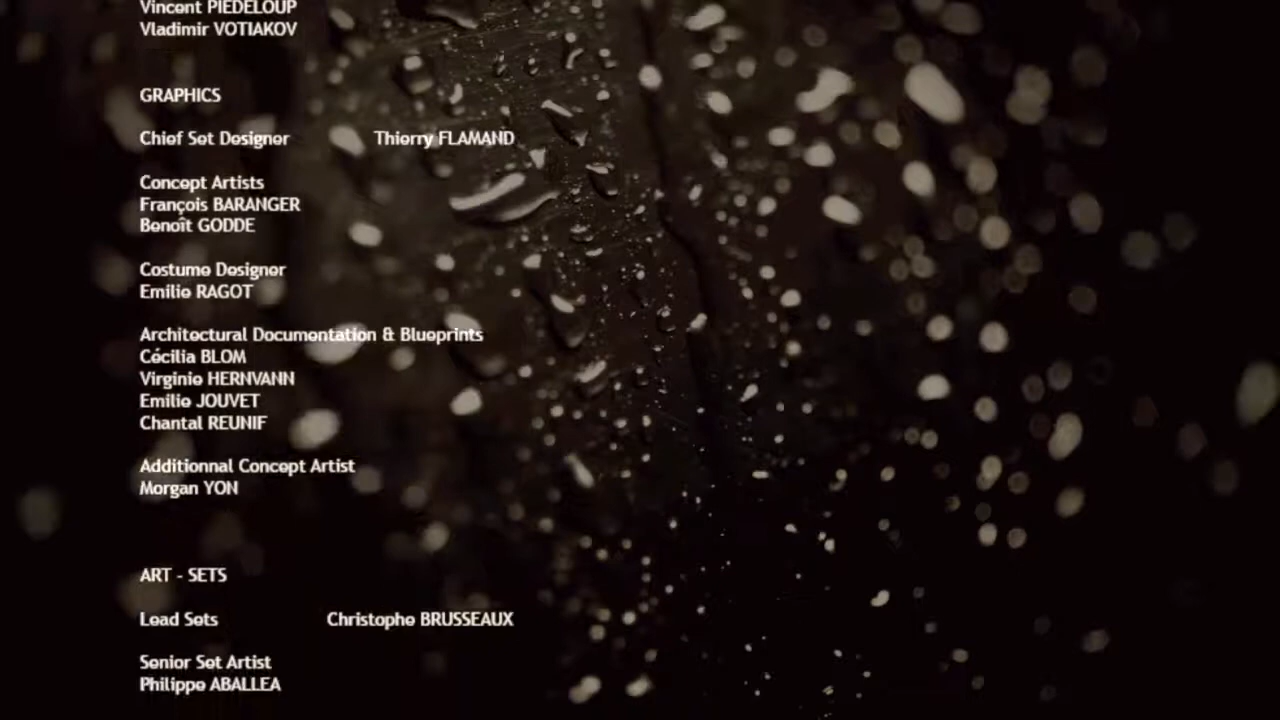 Vincent PIEDELOUP
Vladimir VOTIAKOV
GRAPHICS
Chief Set Designer Thierry FLAMAND
Concept Artists
François BARANGER
Benoît GODDE
Costume Designer
Emilie RAGOT
Architectural Documentation & Blueprints
Cécilia BLOM
Virginie HERNVANN
Emilie JOUVET
Chantal REUNIF
Additionnal Concept Artist
Morgan YON
ART - SETS
Lead Sets Christophe BRUSSEAUX
Senior Set Artist
Philippe ABALLEA